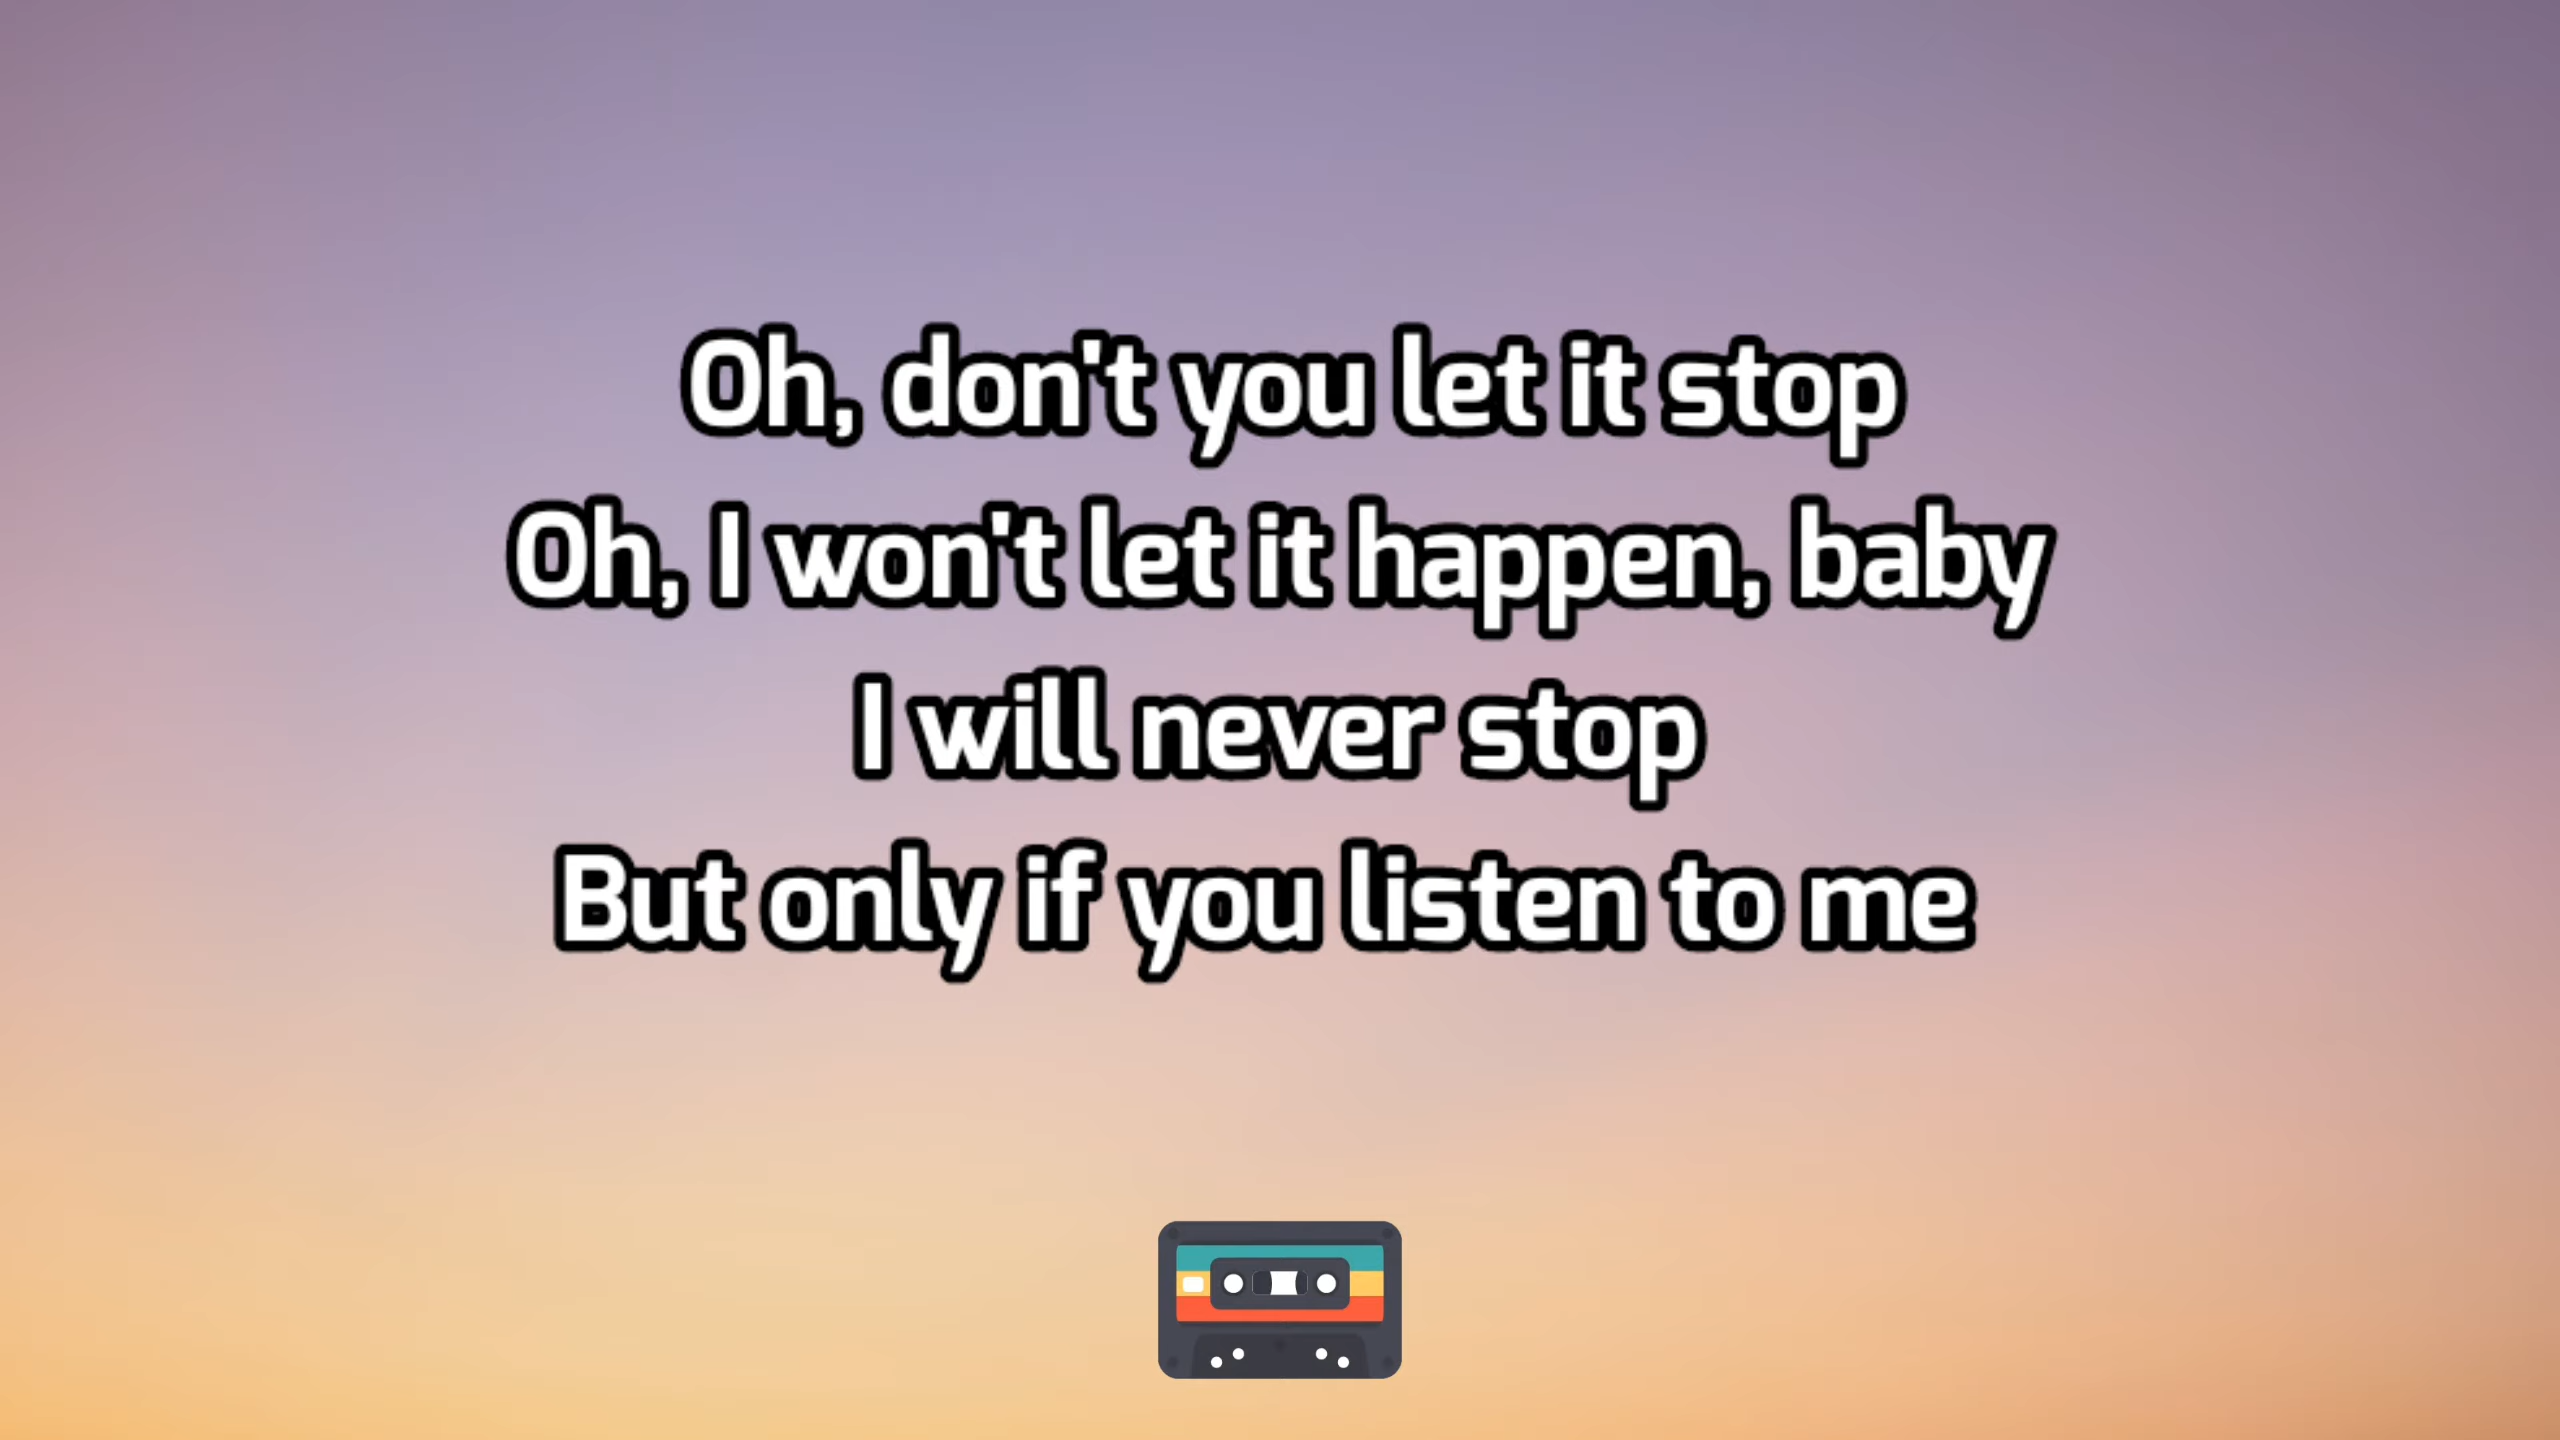 Oh, don't you let it stop
Oh, I won't let it happen, baby
I will never stop
But only if you listen to me